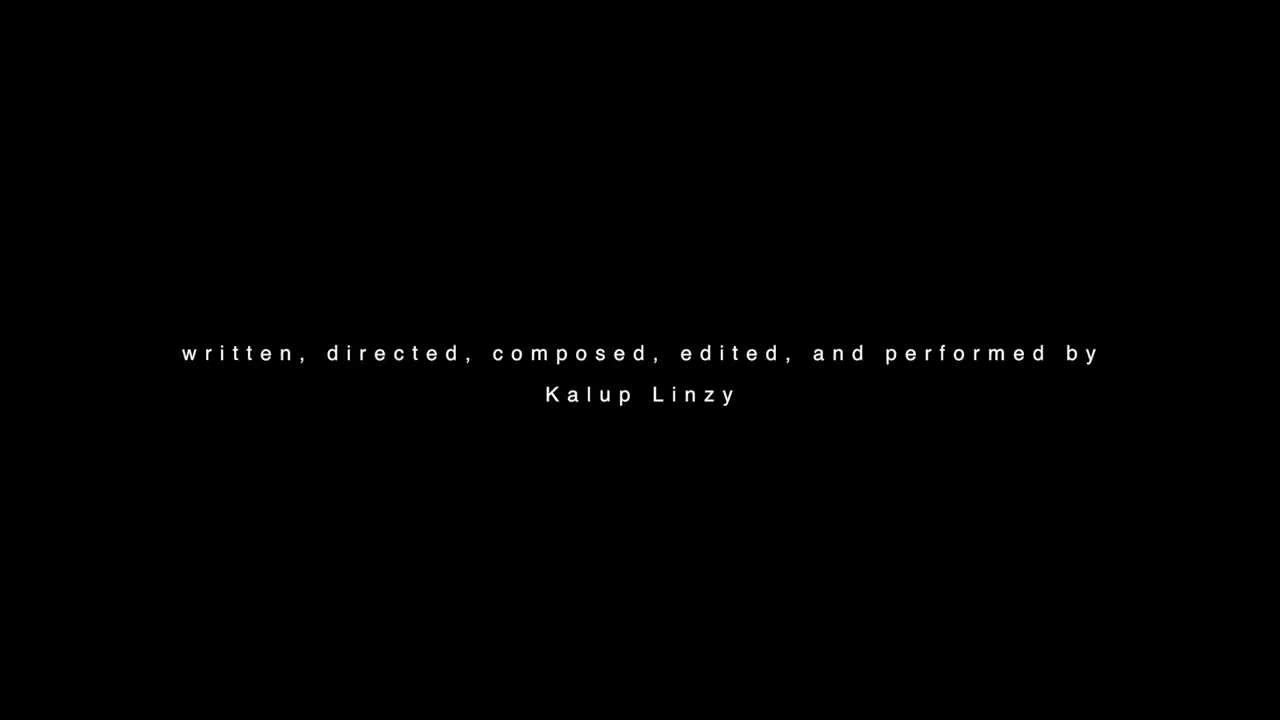 written, directed, composed, edited, and performed by
Kalup Linzy